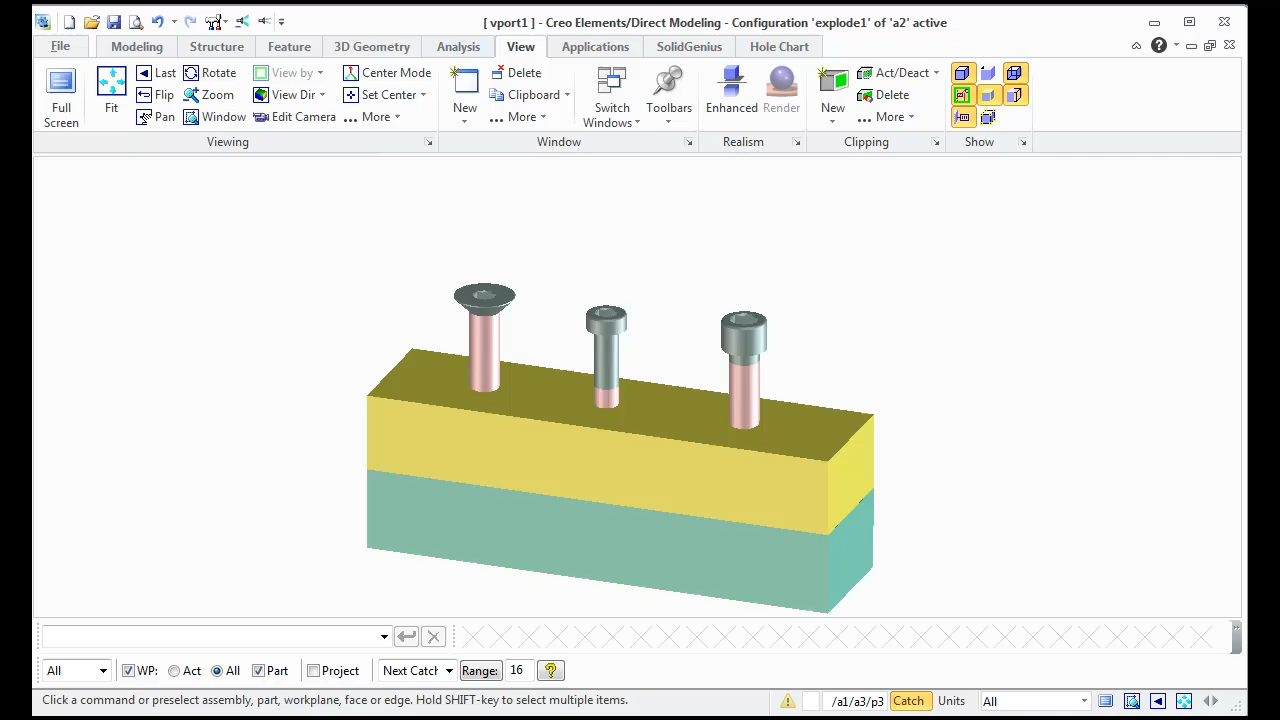 [ vport1 ] - Creo Elements/Direct Modeling - Configuration 'explode1' of 'a2' active
File Modeling Structure Feature 3D Geometry Analysis View Applications SolidGenius Hole Chart
Last Rotate View by Center Mode Delete Act/Deact
Flip Zoom View Dir Set Center Clipboard Delete
Full Screen Fit Pan Window Edit Camera More New More Switch Windows Toolbars Enhanced Render New More
Viewing Window Realism Clipping Show
All WP: Act All Part Project Next Catch Range: 16
Click a command or preselect assembly, part, workplane, face or edge. Hold SHIFT-key to select multiple items. /a1/a3/p3 Catch Units All